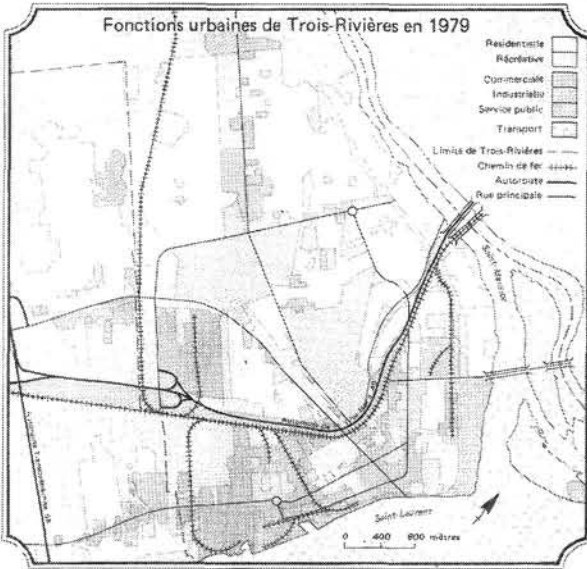 Fonctions urbaines de Trois-Rivières en 1979
Résidentielle
Récréative
Commerciale
Industrielle
Service public
Transport
Limite de Trois-Rivières
Chemin de fer
Autoroute
Rue principale
Saint-Maurice
Saint-Laurent
0 400 800 mètres